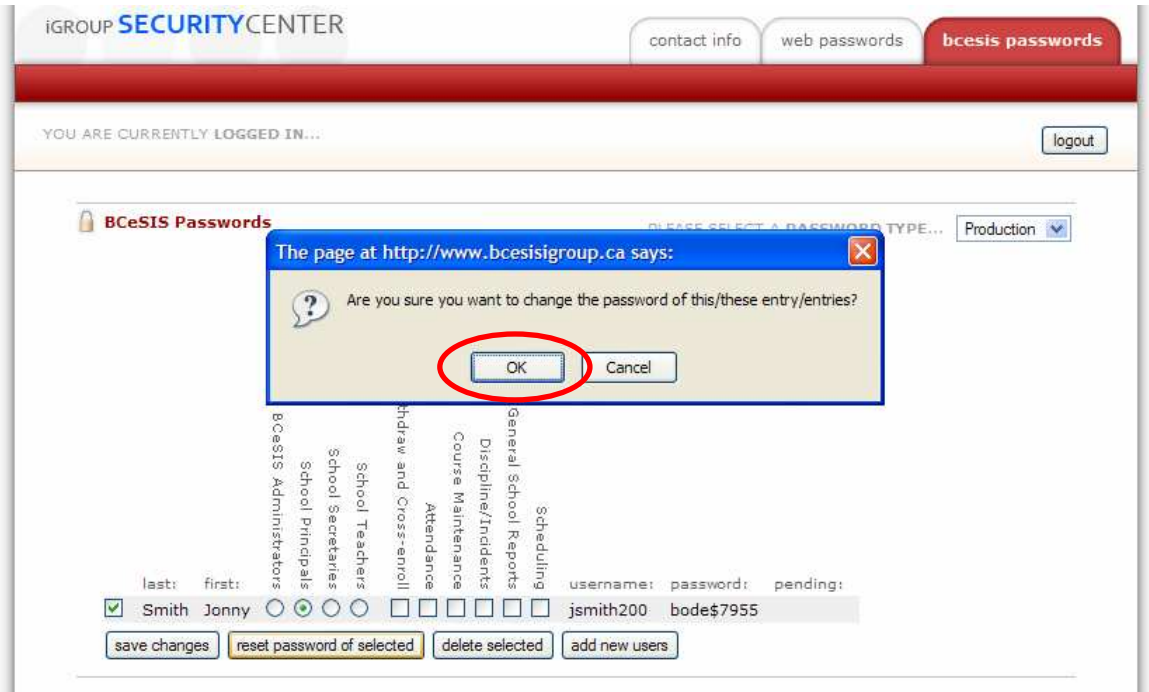 iGROUP SECURITYCENTER
contact info
web passwords
bcesis passwords
YOU ARE CURRENTLY LOGGED IN...
logout
BCeSIS Passwords
PLEASE SELECT A PASSWORD TYPE...
Production
The page at http://www.bcesisigroup.ca says:
Are you sure you want to change the password of this/these entry/entries?
OK
Cancel
BCeSIS Administrators
School Principals
School Secretaries
School Teachers
thdraw and Cross-enroll
Attendance
Course Maintenance
Discipline/Incidents
General School Reports
Scheduling
last: first: username: password: pending:
Smith Jonny jsmith200 bode$7955
save changes reset password of selected delete selected add new users